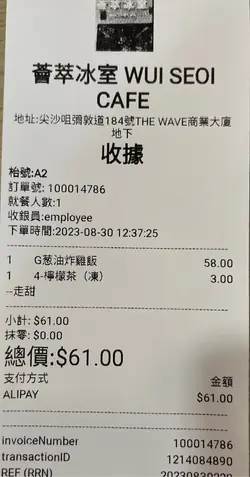 薈萃冰室 WUI SEOI
CAFE
地址:尖沙咀彌敦道184號THE WAVE商業大廈
地下
收據
枱號:A2
訂單號: 100014786
就餐人數:1
收銀員:employee
下單時間:2023-08-30 12:37:25
1 G葱油炸雞飯 58.00
1 4-檸檬茶（凍） 3.00
--走甜
小計: $61.00
抹零: $0.00
總價:$61.00
支付方式 金額
ALIPAY $61.00
invoiceNumber 100014786
transactionID 1214084890
REF (RRN) 20230830220